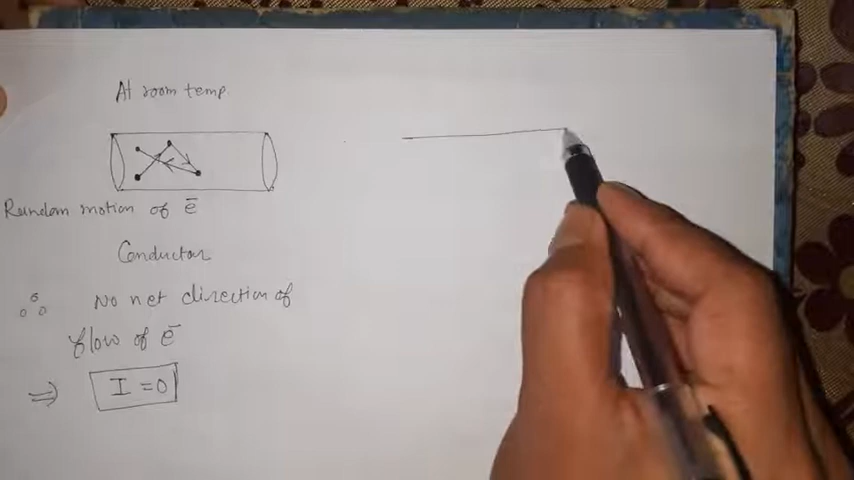 At room temp.
Random motion of e̅
Conductor
∴ No net direction of
flow of e̅
⇒ I = 0